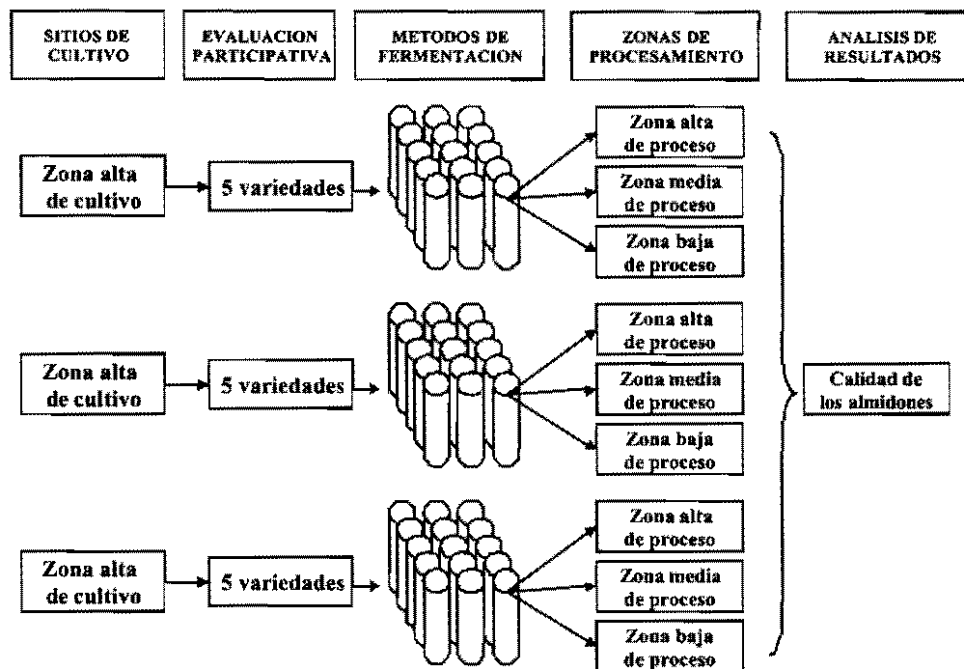 SITIOS DE
CULTIVO
EVALUACION
PARTICIPATIVA
METODOS DE
FERMENTACION
ZONAS DE
PROCESAMIENTO
ANALISIS DE
RESULTADOS
Zona alta
de cultivo
5 variedades
Zona alta
de proceso
Zona media
de proceso
Zona baja
de proceso
Zona alta
de cultivo
5 variedades
Zona alta
de proceso
Zona media
de proceso
Zona baja
de proceso
Calidad de
los almidones
Zona alta
de cultivo
5 variedades
Zona alta
de proceso
Zona media
de proceso
Zona baja
de proceso